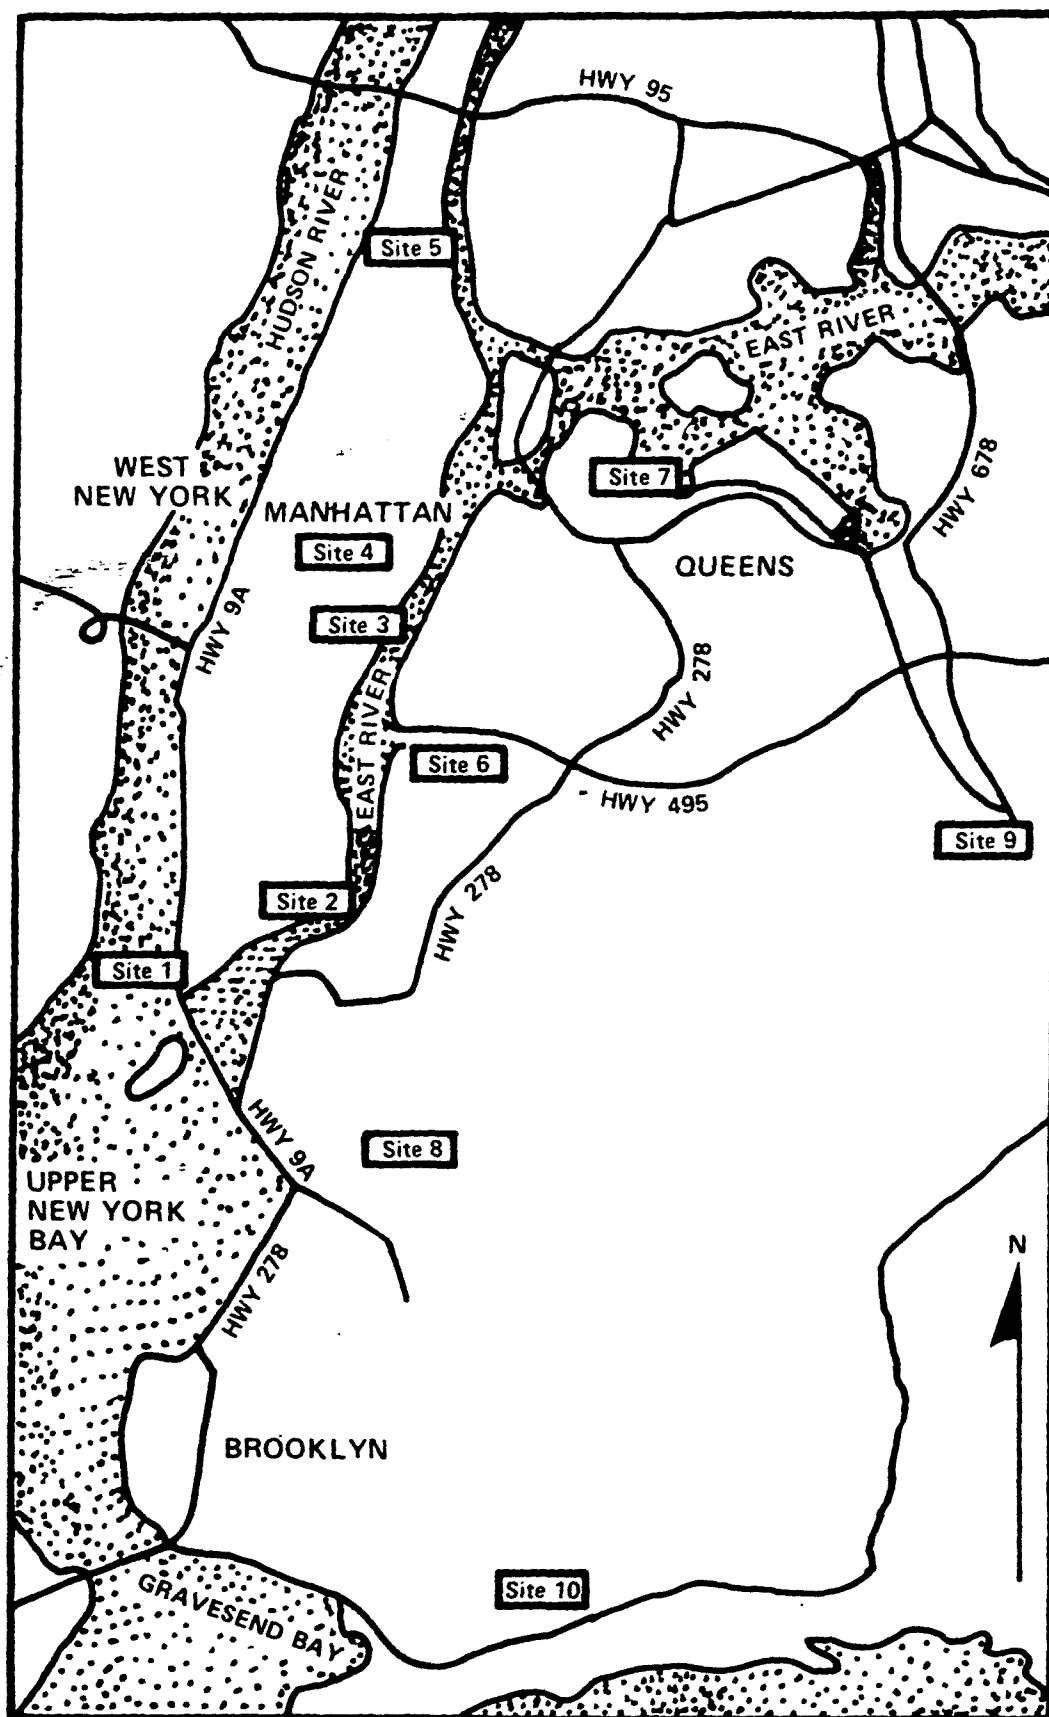 HWY 95
HUDSON RIVER
Site 5
EAST RIVER
WEST
NEW YORK
Site 7
HWY 678
MANHATTAN
Site 4
QUEENS
HWY 9A
Site 3
HWY 278
EAST RIVER
Site 6
HWY 495
Site 9
Site 2
HWY 278
Site 1
HWY 9A
Site 8
UPPER
NEW YORK
BAY
N
HWY 278
BROOKLYN
Site 10
GRAVESEND BAY